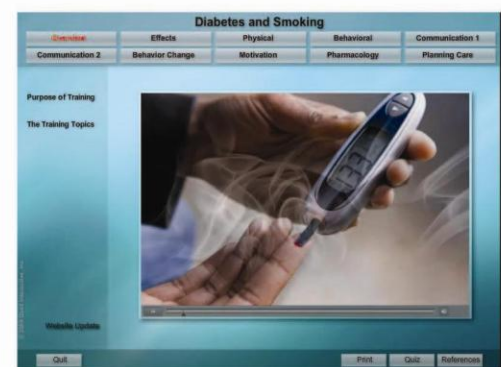 Diabetes and Smoking
Overview Effects Physical Behavioral Communication 1
Communication 2 Behavior Change Motivation Pharmacology Planning Care
Purpose of Training
The Training Topics
133
Website Update
Quit Print Quiz References